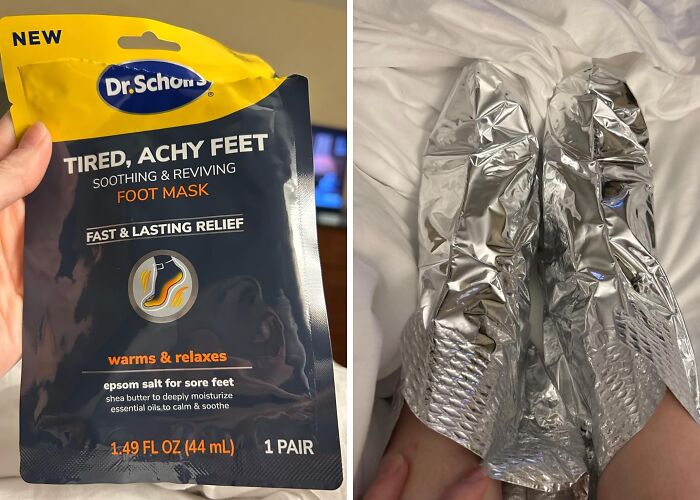 NEW
Dr.Scholl's
TIRED, ACHY FEET
SOOTHING & REVIVING
FOOT MASK
FAST & LASTING RELIEF
warms & relaxes
epsom salt for sore feet
shea butter to deeply moisturize
essential oils to calm & soothe
1.49 FL OZ (44 mL) 1 PAIR